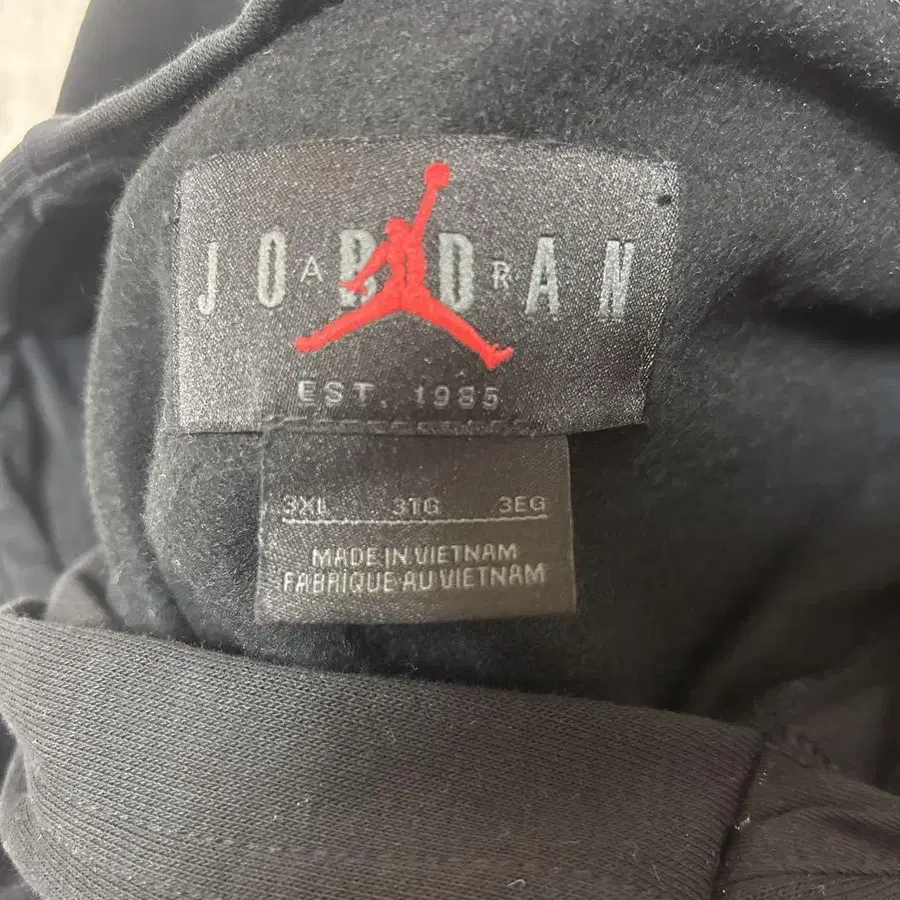 JORDAN
AIR
EST. 1985
3XL 3TG 3EG
MADE IN VIETNAM
FABRIQUE AU VIETNAM